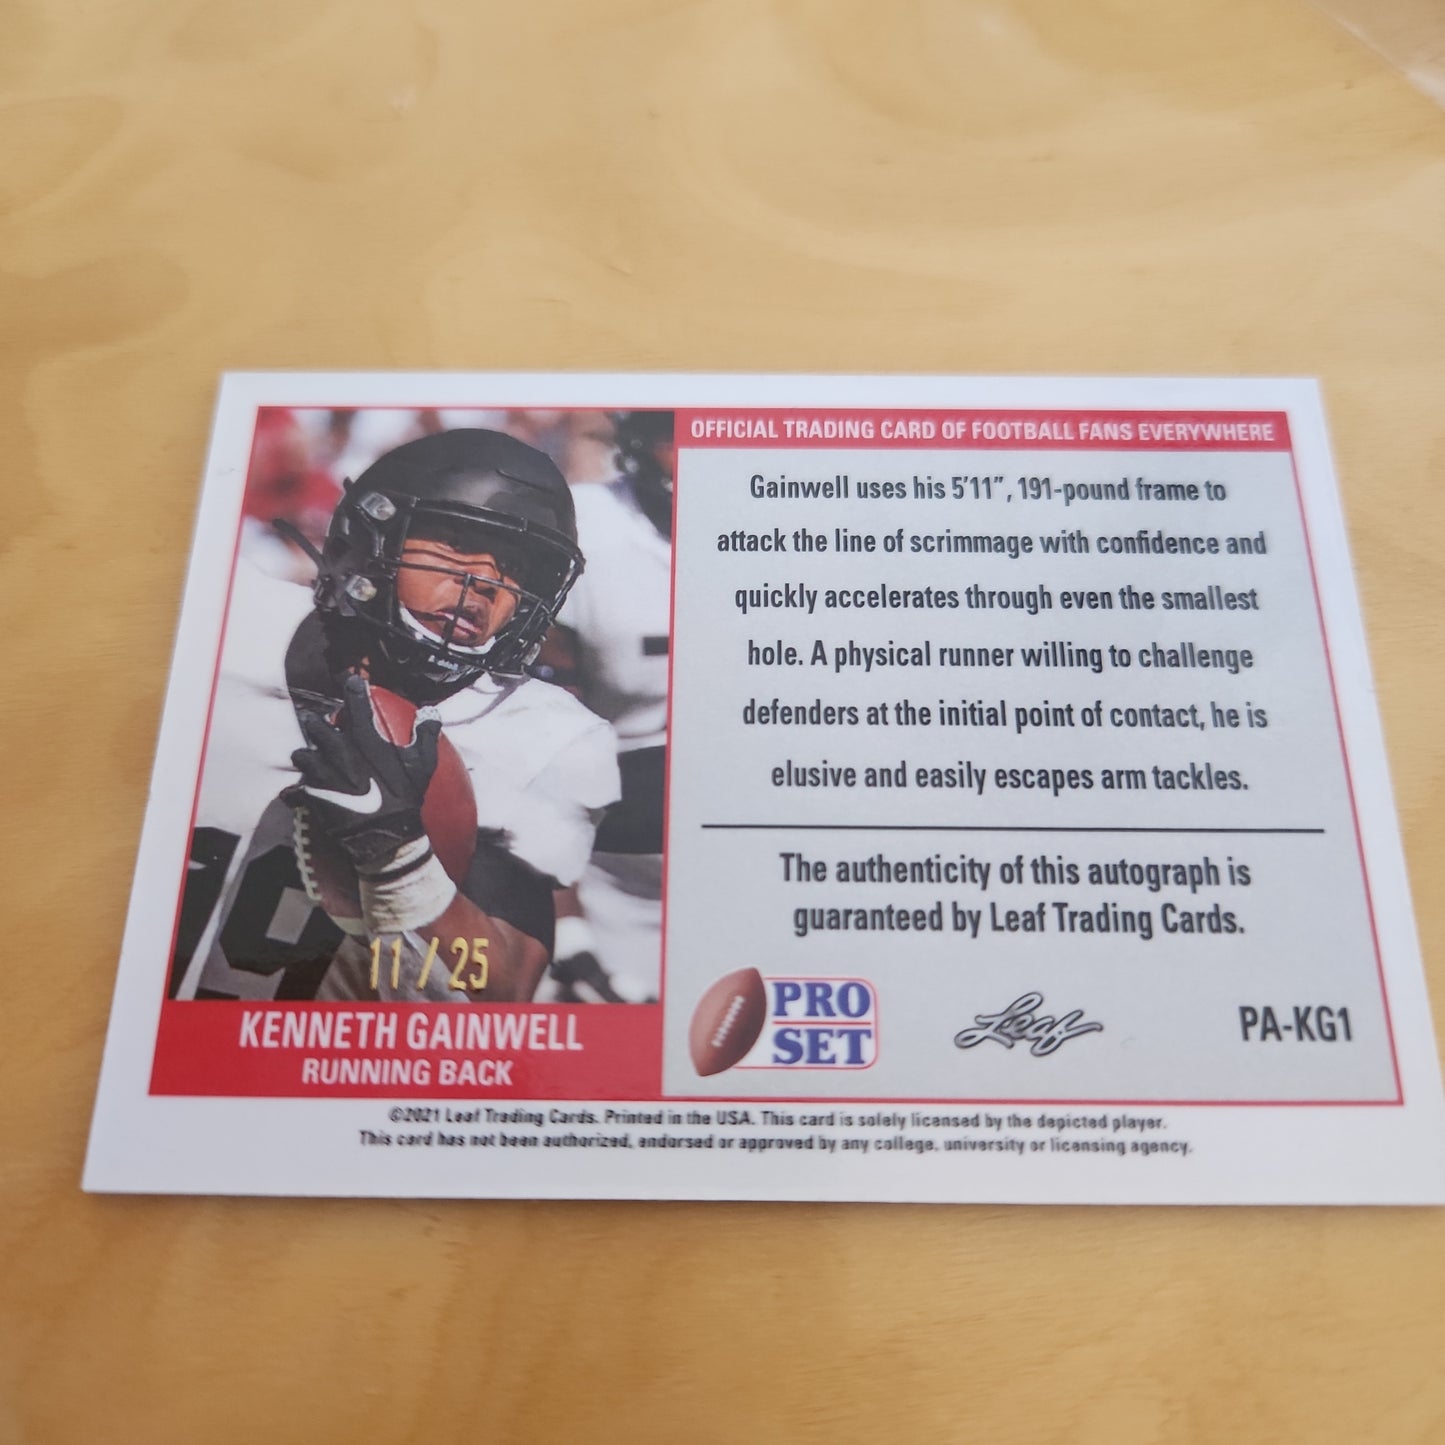 OFFICIAL TRADING CARD OF FOOTBALL FANS EVERYWHERE
Gainwell uses his 5'11", 191-pound frame to
attack the line of scrimmage with confidence and
quickly accelerates through even the smallest
hole. A physical runner willing to challenge
defenders at the initial point of contact, he is
elusive and easily escapes arm tackles.
The authenticity of this autograph is
guaranteed by Leaf Trading Cards.
11 / 25
KENNETH GAINWELL
RUNNING BACK
PRO
SET
Leaf
PA-KG1
©2021 Leaf Trading Cards. Printed in the USA. This card is solely licensed by the depicted player.
This card has not been authorized, endorsed or approved by any college, university or licensing agency.